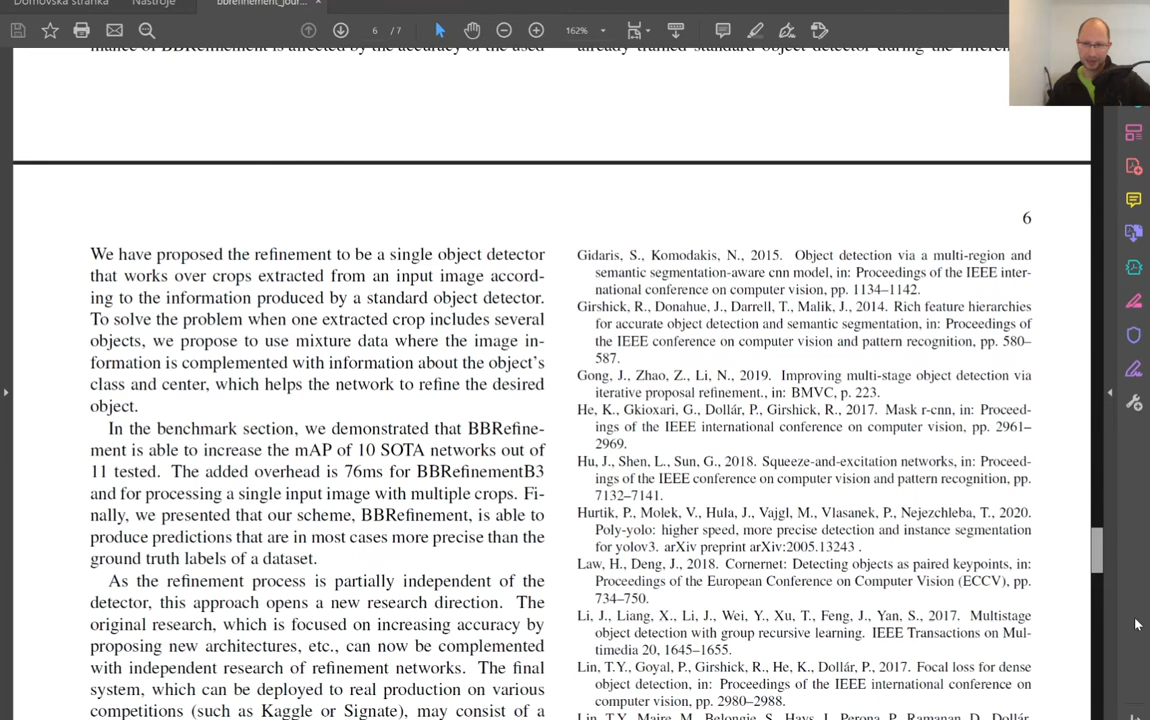 Domovská stránka
Nástroje
bbrefinement_jour...
6 / 7
162%
mance of BBRefinement is affected by the accuracy of the used
already trained standard object detector during the
6
We have proposed the refinement to be a single object detector
that works over crops extracted from an input image accord-
ing to the information produced by a standard object detector.
To solve the problem when one extracted crop includes several
objects, we propose to use mixture data where the image in-
formation is complemented with information about the object's
class and center, which helps the network to refine the desired
object.
In the benchmark section, we demonstrated that BBRefine-
ment is able to increase the mAP of 10 SOTA networks out of
11 tested. The added overhead is 76ms for BBRefinementB3
and for processing a single input image with multiple crops. Fi-
nally, we presented that our scheme, BBRefinement, is able to
produce predictions that are in most cases more precise than the
ground truth labels of a dataset.
As the refinement process is partially independent of the
detector, this approach opens a new research direction. The
original research, which is focused on increasing accuracy by
proposing new architectures, etc., can now be complemented
with independent research of refinement networks. The final
system, which can be deployed to real production on various
competitions (such as Kaggle or Signate), may consist of a
Gidaris, S., Komodakis, N., 2015. Object detection via a multi-region and
semantic segmentation-aware cnn model, in: Proceedings of the IEEE inter-
national conference on computer vision, pp. 1134–1142.
Girshick, R., Donahue, J., Darrell, T., Malik, J., 2014. Rich feature hierarchies
for accurate object detection and semantic segmentation, in: Proceedings of
the IEEE conference on computer vision and pattern recognition, pp. 580–
587.
Gong, J., Zhao, Z., Li, N., 2019. Improving multi-stage object detection via
iterative proposal refinement., in: BMVC, p. 223.
He, K., Gkioxari, G., Dollár, P., Girshick, R., 2017. Mask r-cnn, in: Proceed-
ings of the IEEE international conference on computer vision, pp. 2961–
2969.
Hu, J., Shen, L., Sun, G., 2018. Squeeze-and-excitation networks, in: Proceed-
ings of the IEEE conference on computer vision and pattern recognition, pp.
7132–7141.
Hurtik, P., Molek, V., Hula, J., Vajgl, M., Vlasanek, P., Nejezchleba, T., 2020.
Poly-yolo: higher speed, more precise detection and instance segmentation
for yolov3. arXiv preprint arXiv:2005.13243 .
Law, H., Deng, J., 2018. Cornernet: Detecting objects as paired keypoints, in:
Proceedings of the European Conference on Computer Vision (ECCV), pp.
734–750.
Li, J., Liang, X., Li, J., Wei, Y., Xu, T., Feng, J., Yan, S., 2017. Multistage
object detection with group recursive learning. IEEE Transactions on Mul-
timedia 20, 1645–1655.
Lin, T.Y., Goyal, P., Girshick, R., He, K., Dollár, P., 2017. Focal loss for dense
object detection, in: Proceedings of the IEEE international conference on
computer vision, pp. 2980–2988.
Lin, T.Y., Maire, M., Belongie, S., Hays, J., Perona, P., Ramanan, D., Dollár,